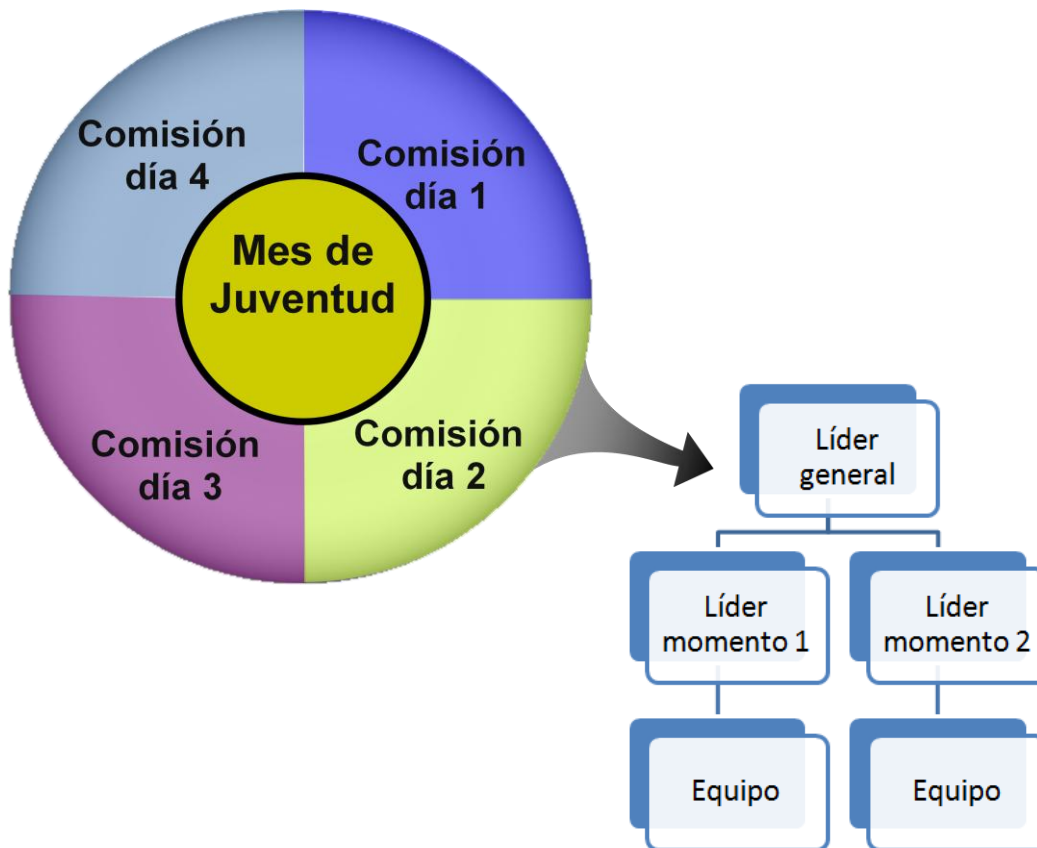 Comisión
día 4
Comisión
día 1
Mes de
Juventud
Comisión
día 3
Comisión
día 2
Líder
general
Líder
momento 1
Líder
momento 2
Equipo
Equipo